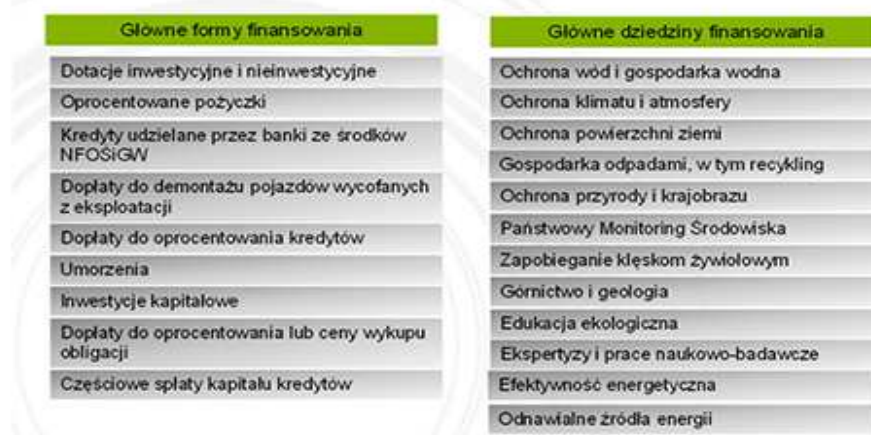 Główne formy finansowania
Dotacje inwestycyjne i nieinwestycyjne
Oprocentowane pożyczki
Kredyty udzielane przez banki ze środków
NFOŚiGW
Dopłaty do demontażu pojazdów wycofanych
z eksploatacji
Dopłaty do oprocentowania kredytów
Umorzenia
Inwestycje kapitałowe
Dopłaty do oprocentowania lub ceny wykupu
obligacji
Częściowe spłaty kapitału kredytów
Główne dziedziny finansowania
Ochrona wód i gospodarka wodna
Ochrona klimatu i atmosfery
Ochrona powierzchni ziemi
Gospodarka odpadami, w tym recykling
Ochrona przyrody i krajobrazu
Państwowy Monitoring Środowiska
Zapobieganie klęskom żywiołowym
Górnictwo i geologia
Edukacja ekologiczna
Ekspertyzy i prace naukowo-badawcze
Efektywność energetyczna
Odnawialne źródła energii